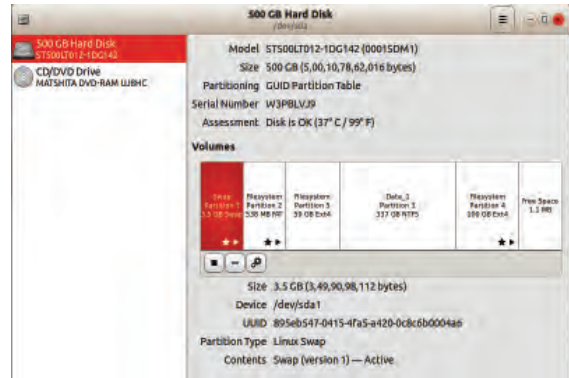 500 GB Hard Disk
/dev/sda
500 GB Hard Disk
ST500LT012-1DG142
CD/DVD Drive
MATSHITA DVD-RAM UJ8HC
Model ST500LT012-1DG142 (0001SDM1)
Size 500 GB (5,00,10,78,62,016 bytes)
Partitioning GUID Partition Table
Serial Number W3PBLVJ9
Assessment Disk is OK (37° C / 99° F)
Volumes
Swap
Partition 1
3.5 GB Swap
Filesystem
Partition 2
538 MB FAT
Filesystem
Partition 5
59 GB Ext4
Data_1
Partition 3
337 GB NTFS
Filesystem
Partition 4
100 GB Ext4
Free Space
1.1 MB
Size 3.5 GB (3,49,90,98,112 bytes)
Device /dev/sda1
UUID 895eb547-0415-4fa5-a420-0c8c6b0004a6
Partition Type Linux Swap
Contents Swap (version 1) — Active